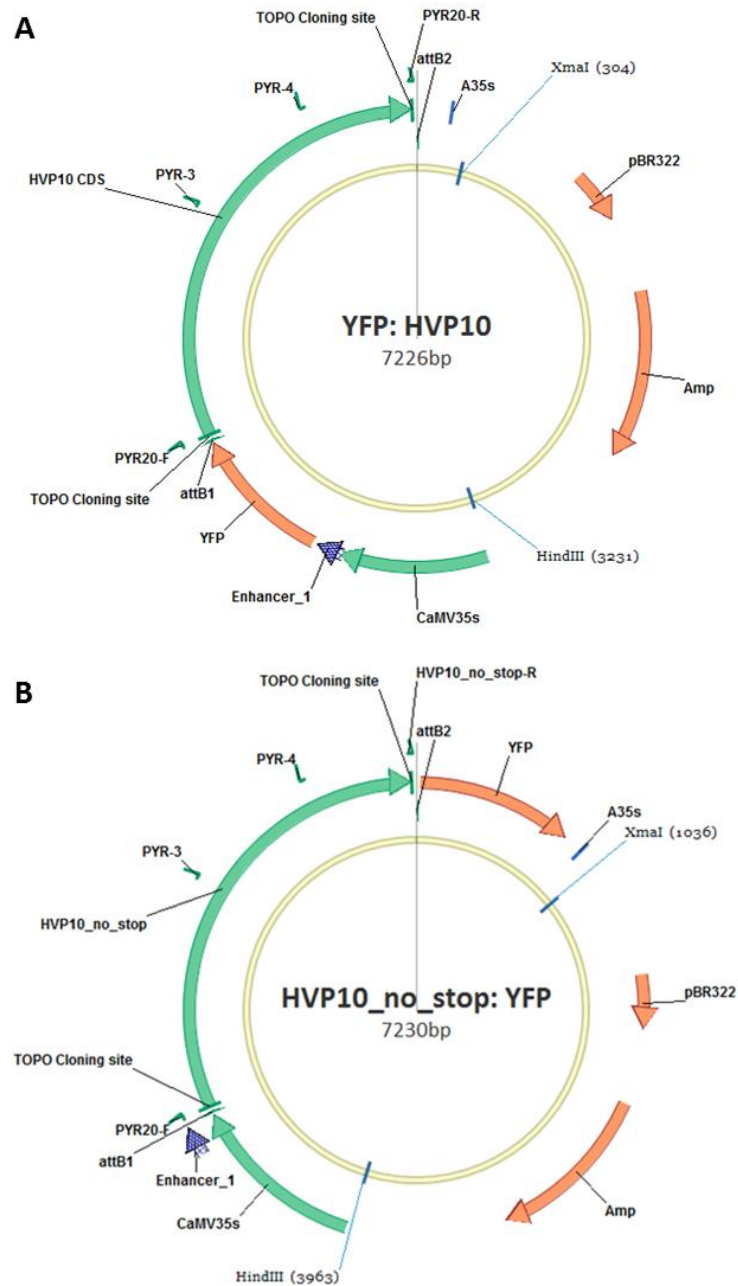 A
TOPO Cloning site
PYR20-R
attB2
PYR-4
A35s
XmaI (304)
pBR322
HVP10 CDS
PYR-3
YFP: HVP10
7226bp
Amp
PYR20-F
TOPO Cloning site
attB1
YFP
HindIII (3231)
Enhancer_1
CaMV35s
B
TOPO Cloning site
HVP10_no_stop-R
attB2
YFP
PYR-4
A35s
XmaI (1036)
PYR-3
HVP10_no_stop
pBR322
HVP10_no_stop: YFP
7230bp
TOPO Cloning site
PYR20-F
attB1
Enhancer_1
Amp
CaMV35s
HindIII (3963)